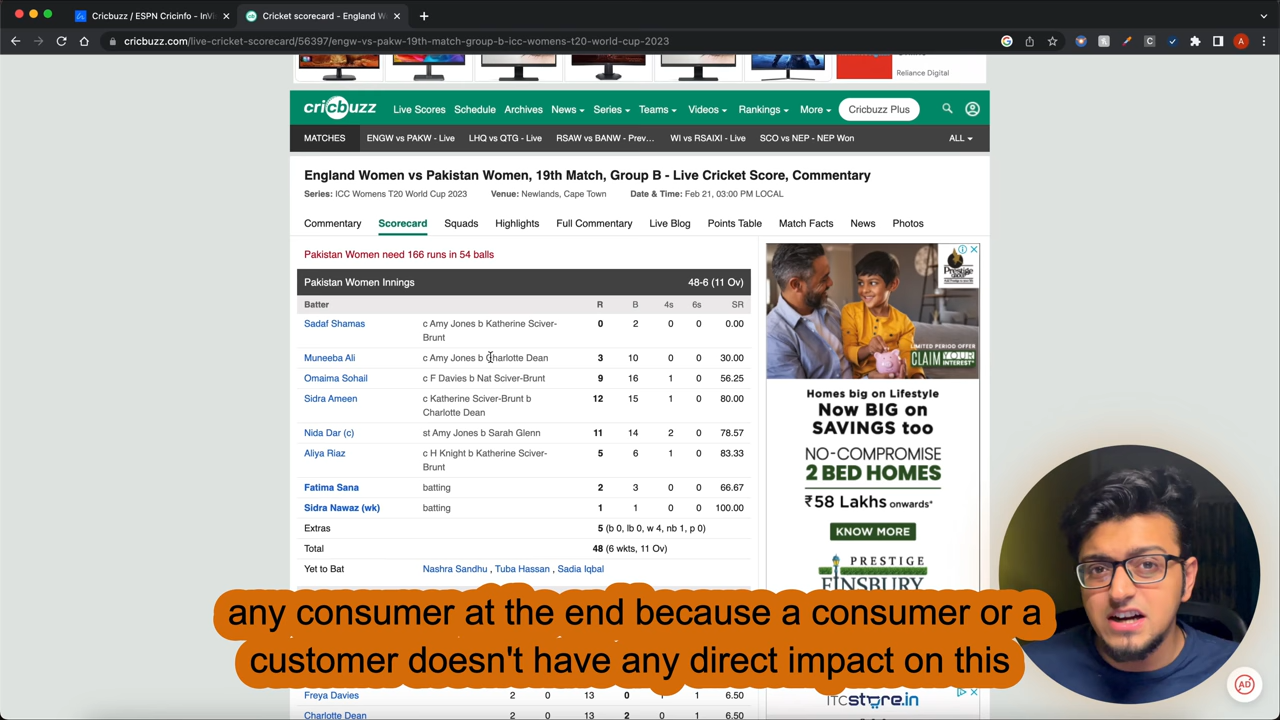 Cricbuzz / ESPN Cricinfo - InVi
Cricket scorecard - England W
cricbuzz.com/live-cricket-scorecard/56397/engw-vs-pakw-19th-match-group-b-icc-womens-t20-world-cup-2023
A
Reliance Digital
cricbuzz Live Scores Schedule Archives News Series Teams Videos Rankings More Cricbuzz Plus
MATCHES ENGW vs PAKW - Live LHQ vs QTG - Live RSAW vs BANW - Prev... WI vs RSAIXI - Live SCO vs NEP - NEP Won ALL
England Women vs Pakistan Women, 19th Match, Group B - Live Cricket Score, Commentary
Series: ICC Womens T20 World Cup 2023 Venue: Newlands, Cape Town Date & Time: Feb 21, 03:00 PM LOCAL
Commentary Scorecard Squads Highlights Full Commentary Live Blog Points Table Match Facts News Photos
Pakistan Women need 166 runs in 54 balls
Pakistan Women Innings 48-6 (11 Ov)
Batter R B 4s 6s SR
Sadaf Shamas c Amy Jones b Katherine Sciver- 0 2 0 0 0.00
Brunt
Muneeba Ali c Amy Jones b Charlotte Dean 3 10 0 0 30.00
Omaima Sohail c F Davies b Nat Sciver-Brunt 9 16 1 0 56.25
Sidra Ameen c Katherine Sciver-Brunt b 12 15 1 0 80.00
Charlotte Dean
Nida Dar (c) st Amy Jones b Sarah Glenn 11 14 2 0 78.57
Aliya Riaz c H Knight b Katherine Sciver- 5 6 1 0 83.33
Brunt
Fatima Sana batting 2 3 0 0 66.67
Sidra Nawaz (wk) batting 1 1 0 0 100.00
Extras 5 (b 0, lb 0, w 4, nb 1, p 0)
Total 48 (6 wkts, 11 Ov)
Yet to Bat Nashra Sandhu , Tuba Hassan , Sadia Iqbal
Freya Davies 2 0 13 0 1 6.50
Charlotte Dean 2 0 13 2 0 1 6.50
Prestige
LIMITED PERIOD OFFER
CLAIM YOUR
INTEREST*
Homes big on Lifestyle
Now BIG on
SAVINGS too
NO-COMPROMISE
2 BED HOMES
₹58 Lakhs onwards*
KNOW MORE
PRESTIGE
FINSBURY
ITCstore.in
AD
any consumer at the end because a consumer or a
customer doesn't have any direct impact on this